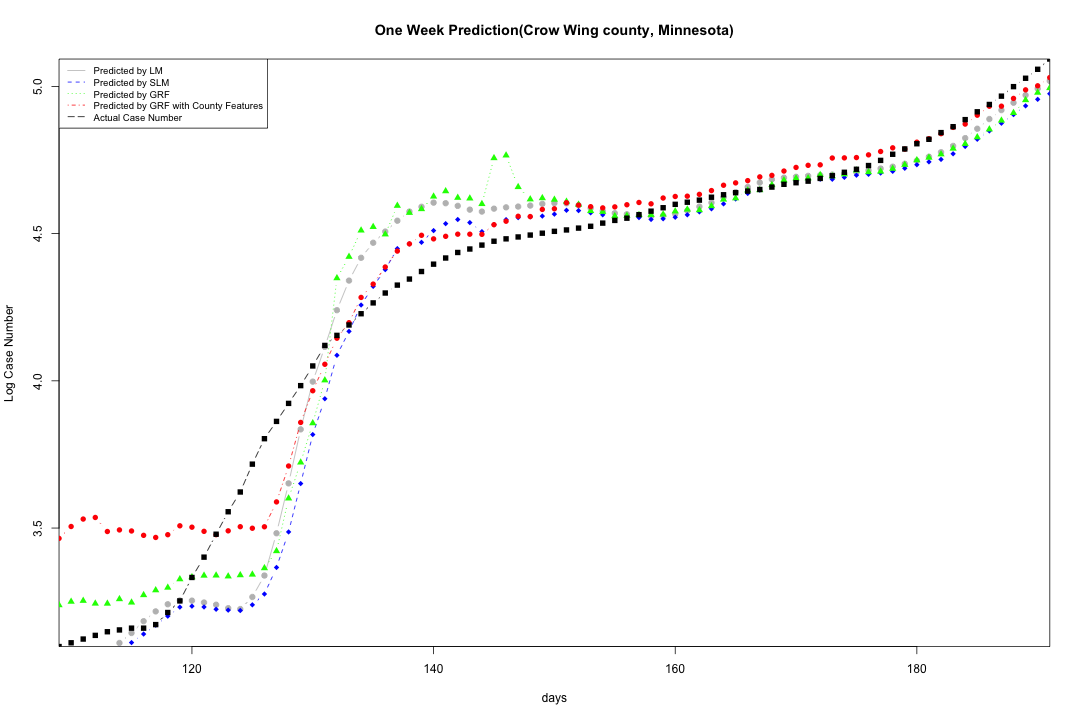 One Week Prediction(Crow Wing county, Minnesota)
Predicted by LM
Predicted by SLM
Predicted by GRF
Predicted by GRF with County Features
Actual Case Number
5.0
4.5
4.0
3.5
Log Case Number
120 140 160 180
days